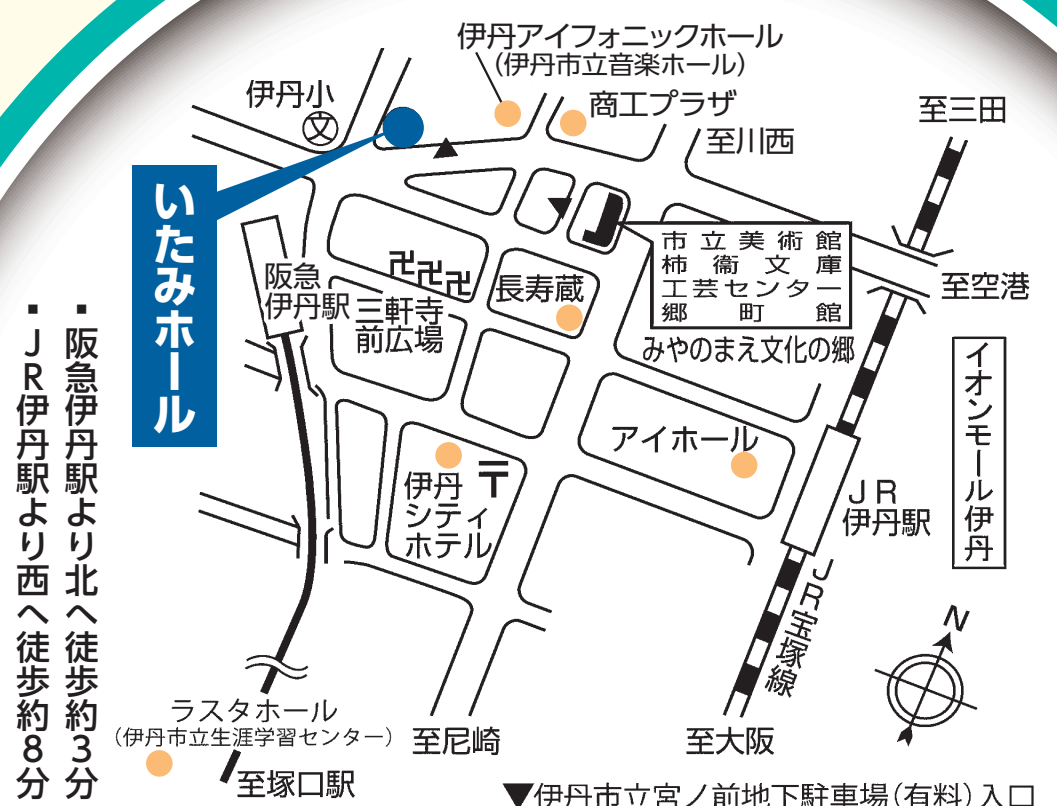 伊丹アイフォニックホール
(伊丹市立音楽ホール)
伊丹小
文
商工プラザ
至三田
至川西
いたみホール
市立美術館
柿衞文庫
工芸センター
郷町館
みやのまえ文化の郷
阪急
伊丹駅
卍卍卍
三軒寺
前広場
長寿蔵
至空港
イオンモール伊丹
アイホール
伊丹
シティ
ホテル
〒
JR
伊丹駅
JR宝塚線
N
ラスタホール
(伊丹市立生涯学習センター)
至塚口駅
至尼崎
至大阪
▼伊丹市立宮ノ前地下駐車場(有料)入口
▪阪急伊丹駅より北へ徒歩約3分
▪JR伊丹駅より西へ徒歩約8分